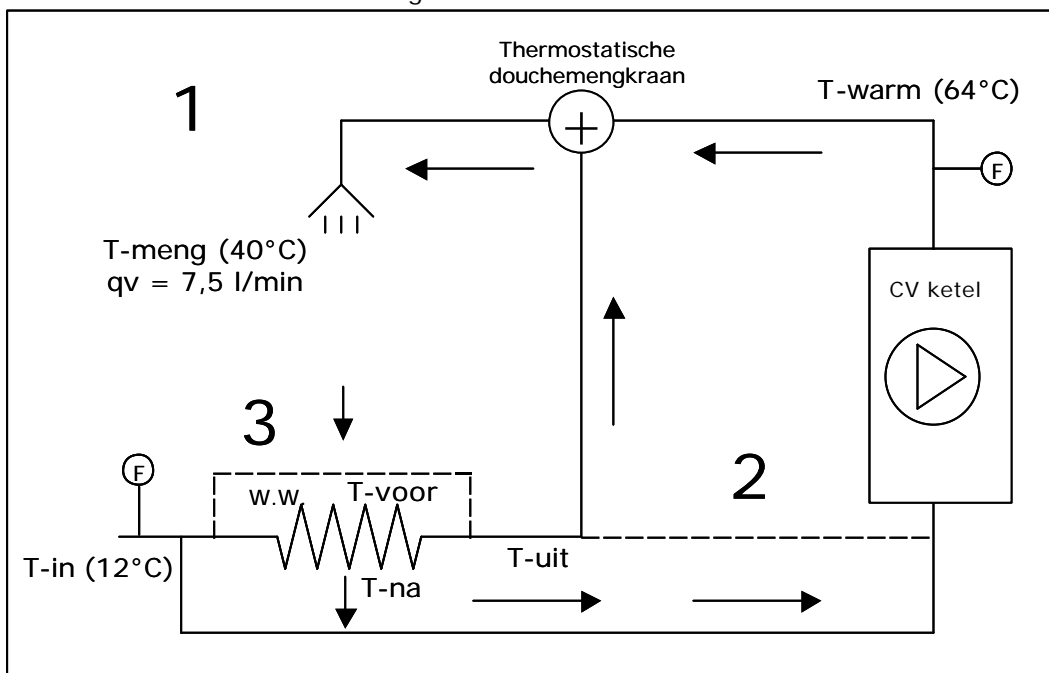 g
Thermostatische
douchemengkraan
T-warm (64°C)
1
F
T-meng (40°C)
qv = 7,5 l/min
CV ketel
3
2
F
w.w.
T-voor
T-in (12°C)
T-uit
T-na